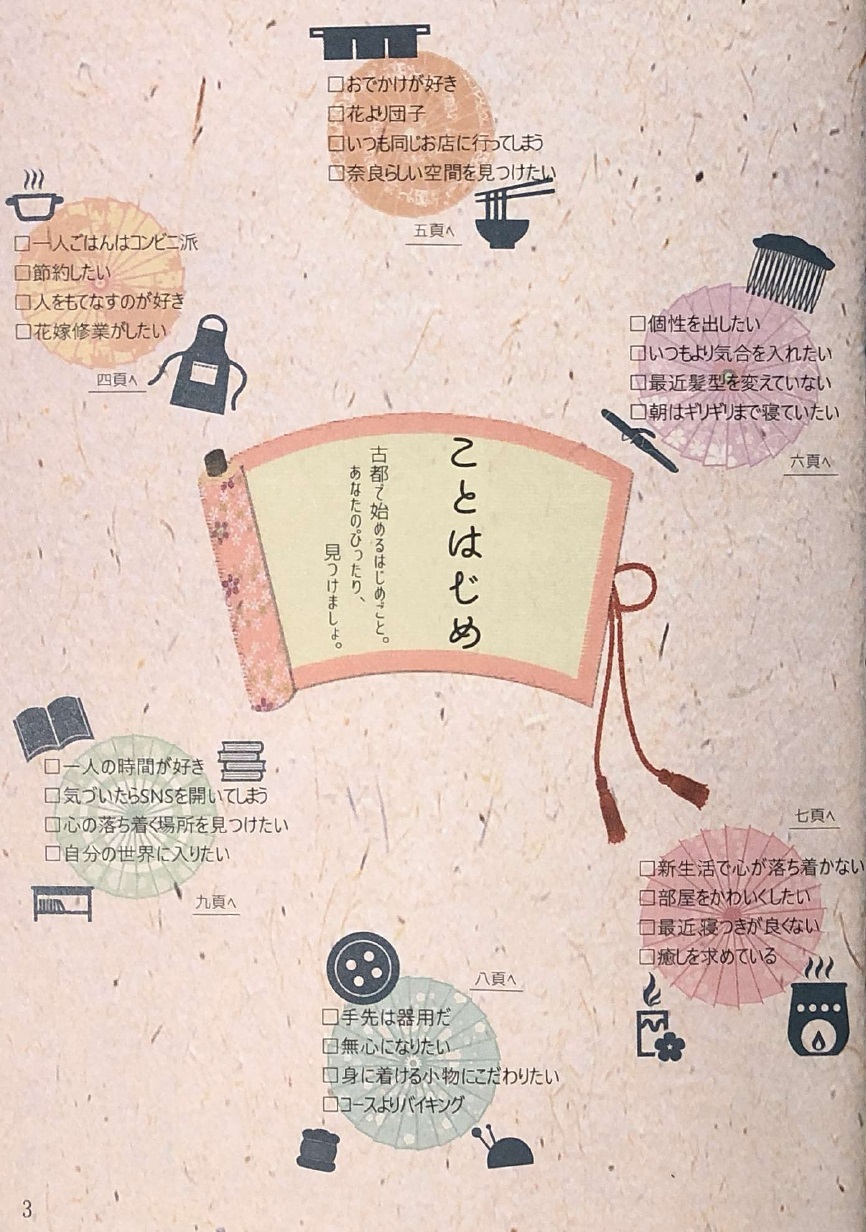 □おでかけが好き
□花より団子
□いつも同じお店に行ってしまう
□奈良らしい空間を見つけたい
五頁へ
□一人ごはんはコンビニ派
□節約したい
□人をもてなすのが好き
□花嫁修業がしたい
四頁へ
□個性を出したい
□いつもより気合を入れたい
□最近髪型を変えていない
□朝はギリギリまで寝ていたい
六頁へ
ことはじめ
古都で始めるはじめごと。
あなたの〝ぴったり〟、
見つけましょ。
□一人の時間が好き
□気づいたらSNSを開いてしまう
□心の落ち着く場所を見つけたい
□自分の世界に入りたい
九頁へ
七頁へ
□新生活で心が落ち着かない
□部屋をかわいくしたい
□最近、寝つきが良くない
□癒しを求めている
八頁へ
□手先は器用だ
□無心になりたい
□身に着ける小物にこだわりたい
□コースよりバイキング
3